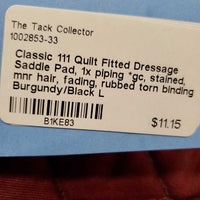 The Tack Collector
1002853-33
Classic 111 Quilt Fitted Dressage
Saddle Pad, 1x piping *gc, stained,
mnr hair, fading, rubbed torn binding
Burgundy/Black L
B1KE83
$11.15